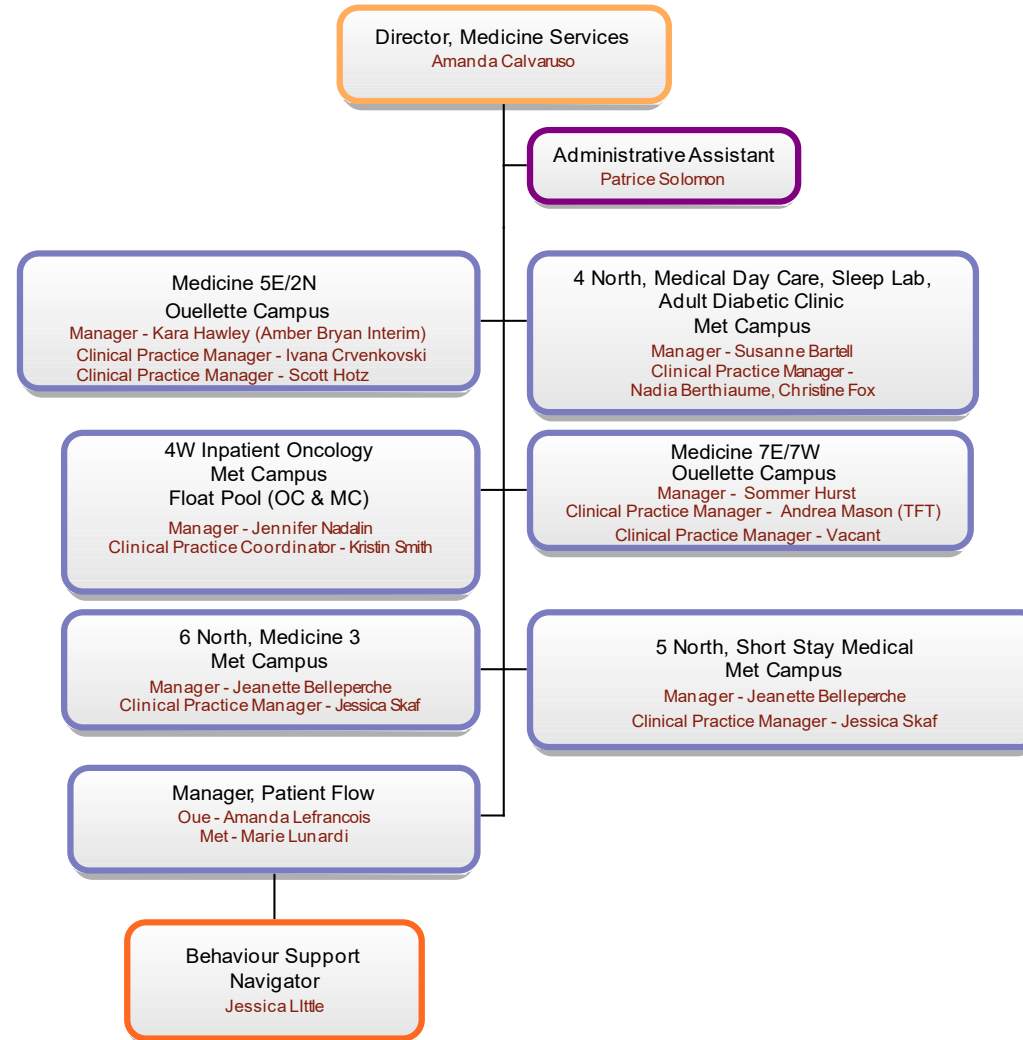 Director, Medicine Services
Amanda Calvaruso
Administrative Assistant
Patrice Solomon
Medicine 5E/2N
Ouellette Campus
Manager - Kara Hawley (Amber Bryan Interim)
Clinical Practice Manager - Ivana Crvenkovski
Clinical Practice Manager - Scott Hotz
4 North, Medical Day Care, Sleep Lab,
Adult Diabetic Clinic
Met Campus
Manager - Susanne Bartell
Clinical Practice Manager -
Nadia Berthiaume, Christine Fox
4W Inpatient Oncology
Met Campus
Float Pool (OC & MC)
Manager - Jennifer Nadalin
Clinical Practice Coordinator - Kristin Smith
Medicine 7E/7W
Ouellette Campus
Manager - Sommer Hurst
Clinical Practice Manager - Andrea Mason (TFT)
Clinical Practice Manager - Vacant
6 North, Medicine 3
Met Campus
Manager - Jeanette Belleperche
Clinical Practice Manager - Jessica Skaf
5 North, Short Stay Medical
Met Campus
Manager - Jeanette Belleperche
Clinical Practice Manager - Jessica Skaf
Manager, Patient Flow
Oue - Amanda Lefrancois
Met - Marie Lunardi
Behaviour Support
Navigator
Jessica LIttle